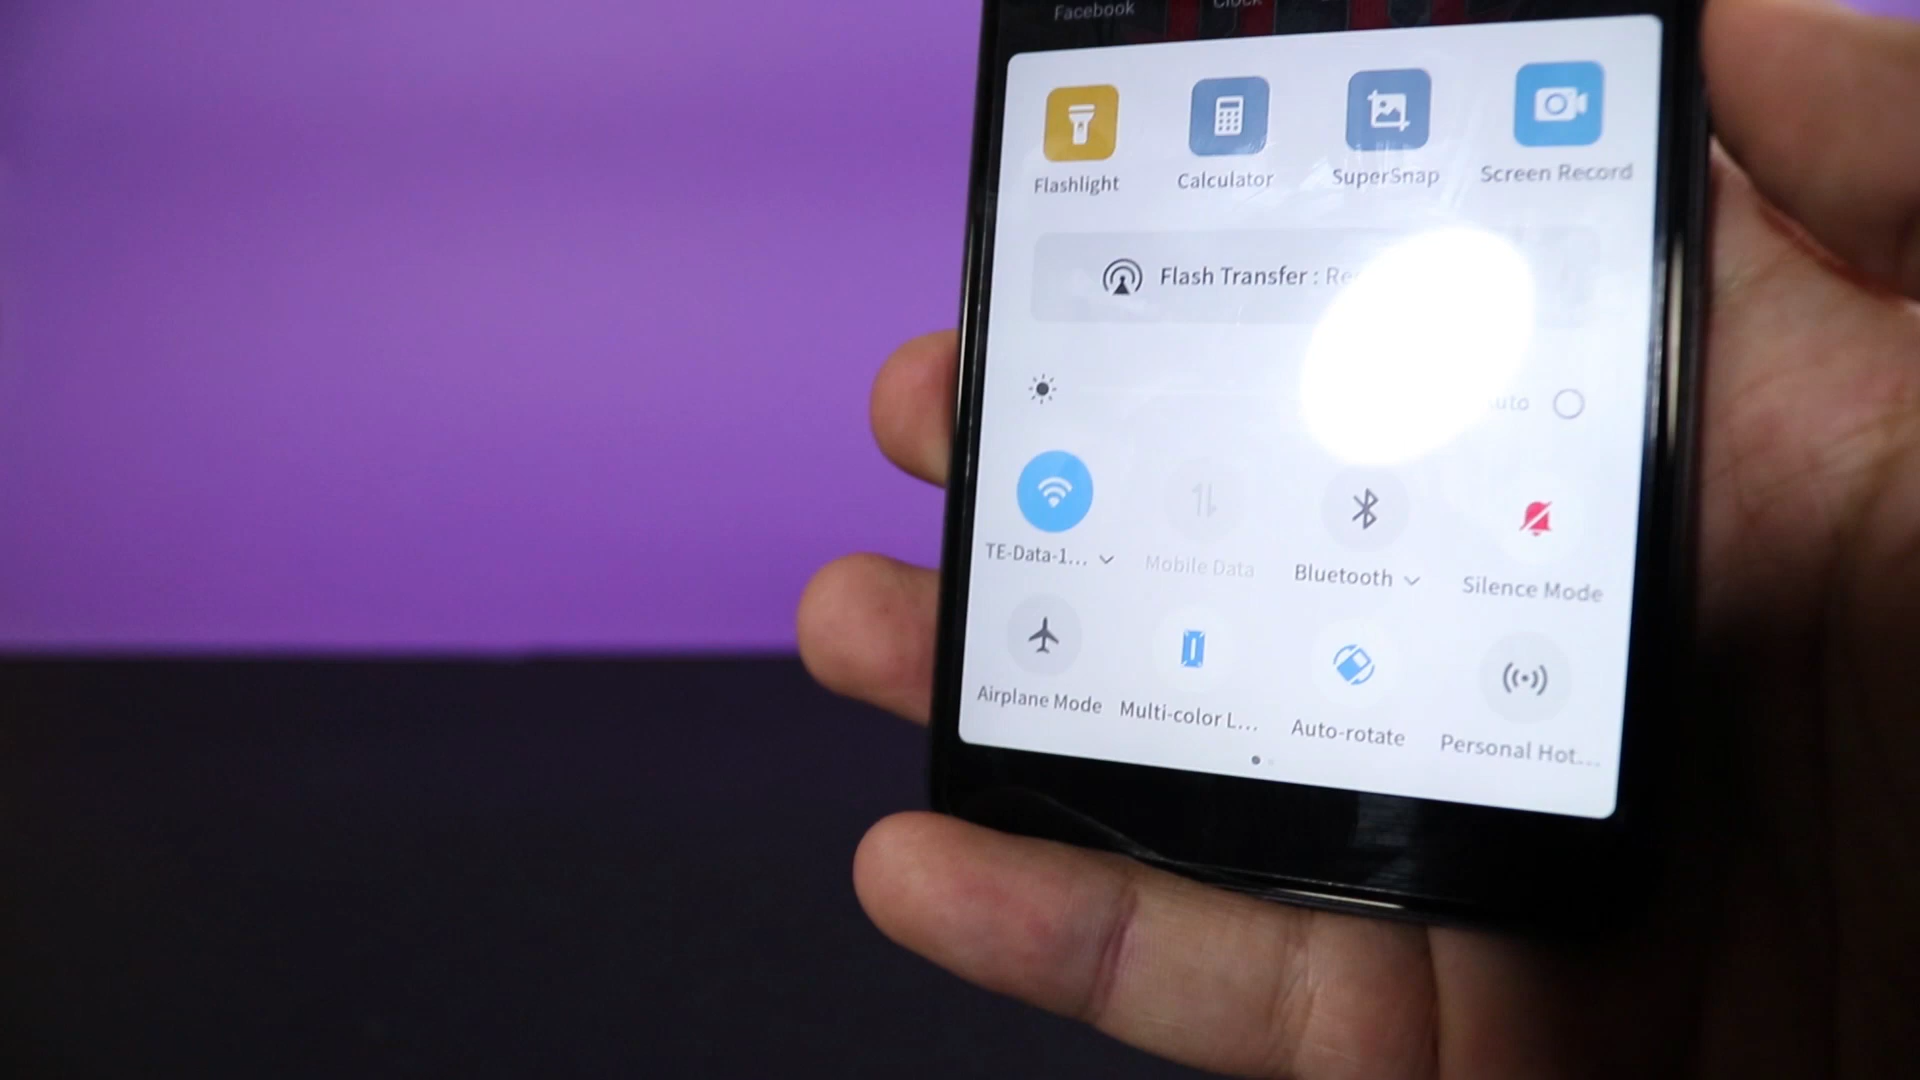 Facebook Clock
Flashlight Calculator SuperSnap Screen Record
Flash Transfer :
TE-Data-1... Mobile Data Bluetooth Silence Mode
Airplane Mode Multi-color L... Auto-rotate Personal Hot...